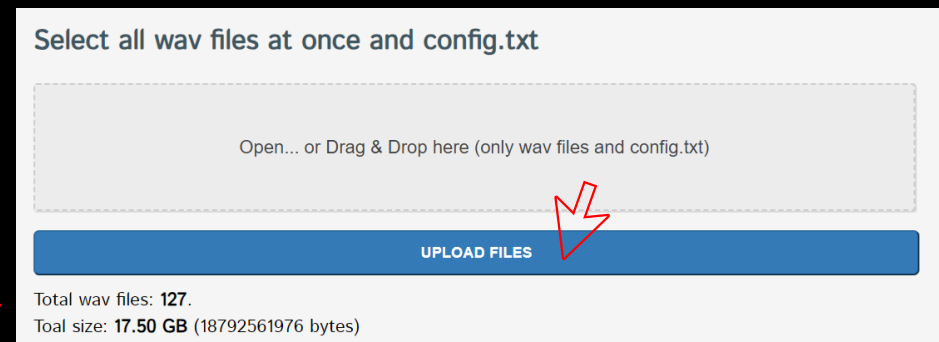 Select all wav files at once and config.txt
Open... or Drag & Drop here (only wav files and config.txt)
UPLOAD FILES
Total wav files: 127.
Toal size: 17.50 GB (18792561976 bytes)